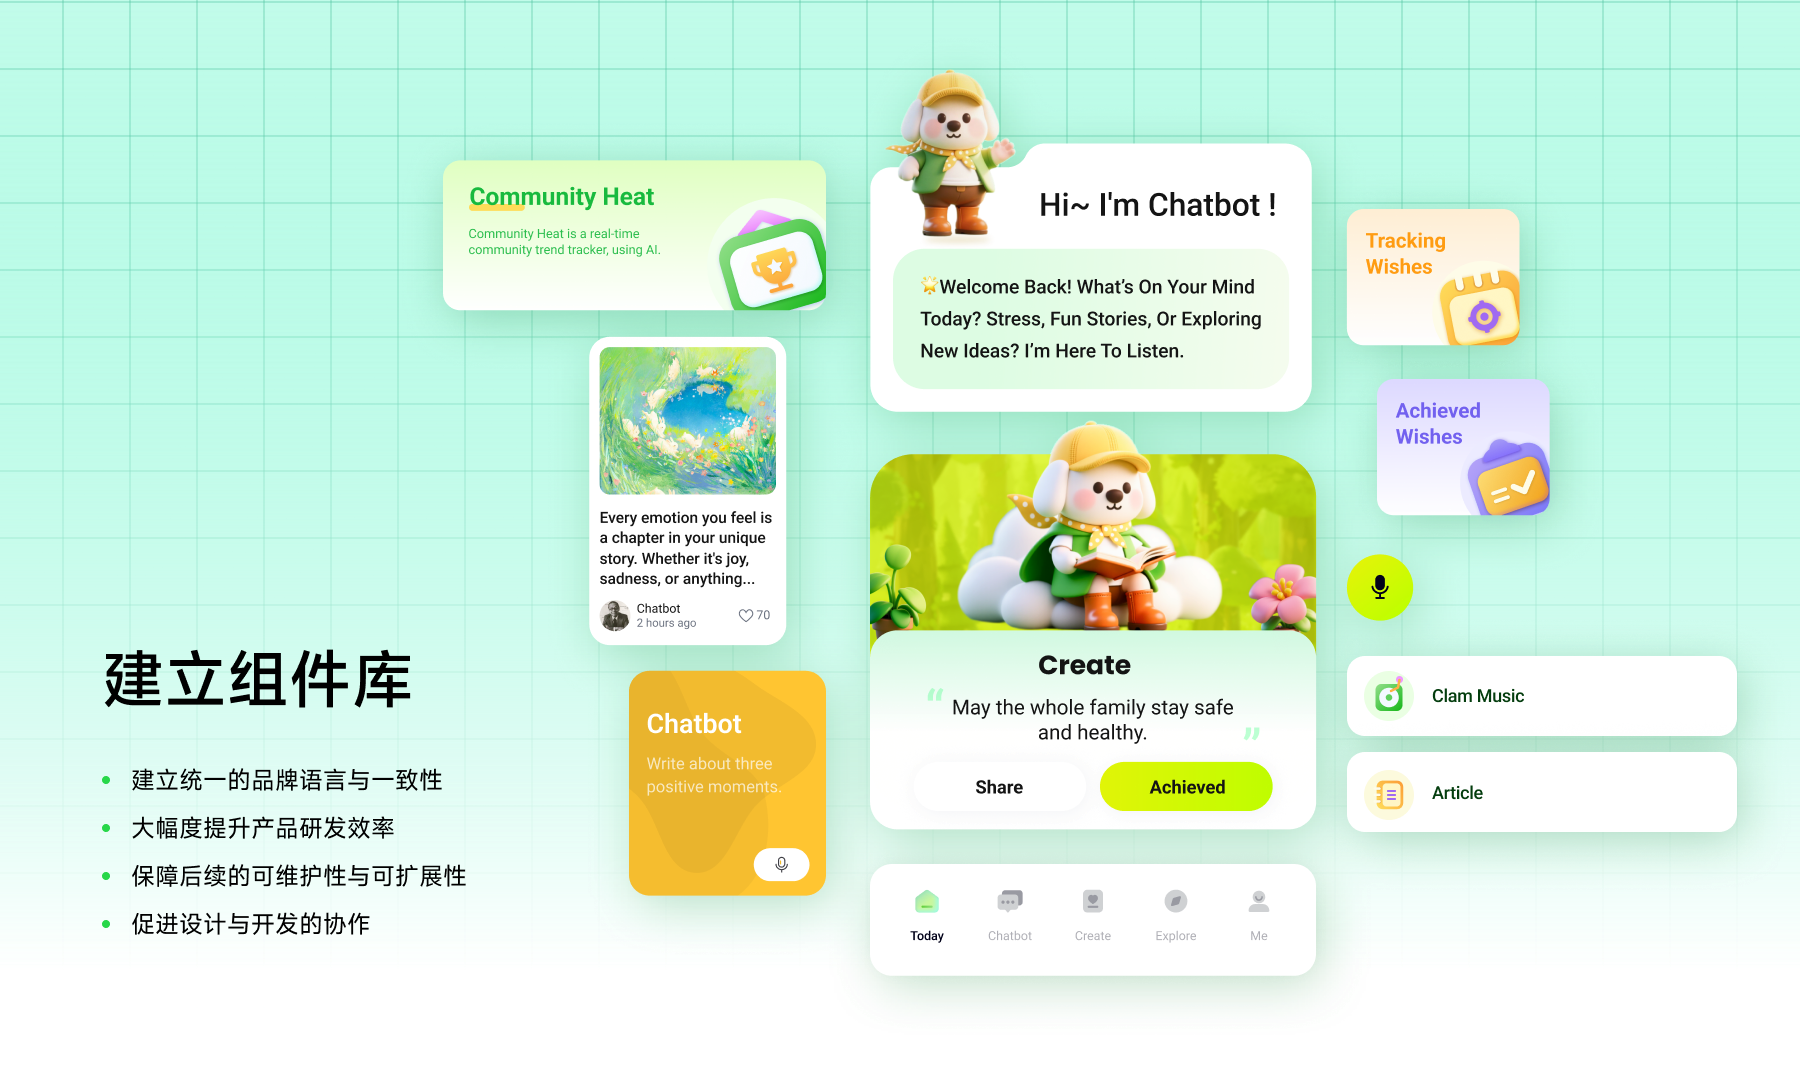 Community Heat
Community Heat is a real-time
community trend tracker, using AI.
Hi~ I'm Chatbot !
🌟Welcome Back! What's On Your Mind
Today? Stress, Fun Stories, Or Exploring
New Ideas? I'm Here To Listen.
Tracking
Wishes
Achieved
Wishes
Every emotion you feel is
a chapter in your unique
story. Whether it's joy,
sadness, or anything...
Chatbot
2 hours ago
70
建立组件库
建立统一的品牌语言与一致性
大幅度提升产品研发效率
保障后续的可维护性与可扩展性
促进设计与开发的协作
Chatbot
Write about three
positive moments.
Create
“May the whole family stay safe
and healthy.”
Share
Achieved
Clam Music
Article
Today
Chatbot
Create
Explore
Me